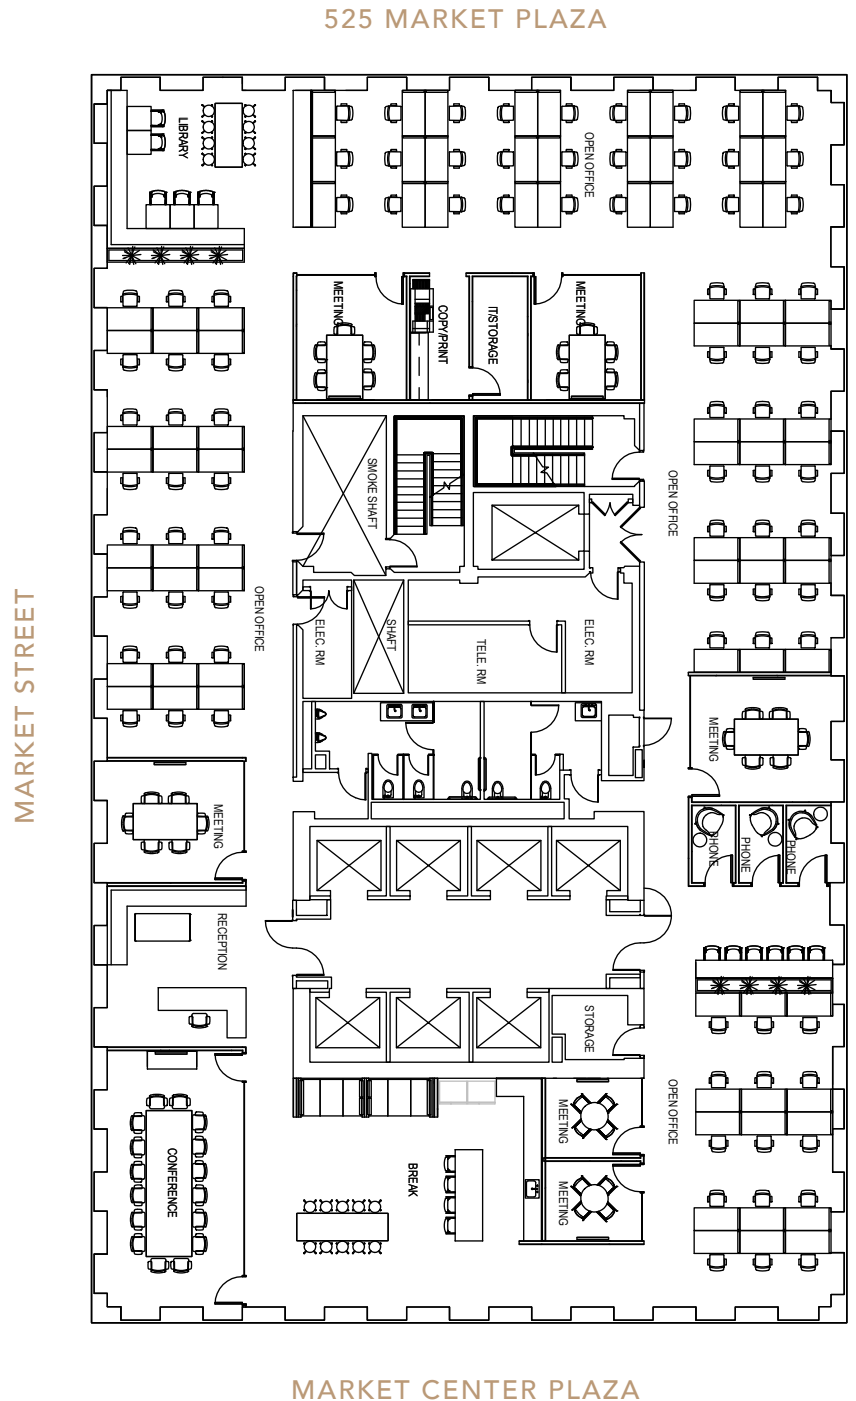 525 MARKET PLAZA
LIBRARY
OPEN OFFICE
MEETING
COPY/PRINT
IT/STORAGE
MEETING
SMOKE SHAFT
OPEN OFFICE
OPEN OFFICE
ELEC. RM
SHAFT
TELE. RM
ELEC. RM
MARKET STREET
MEETING
MEETING
PHONE
PHONE
PHONE
RECEPTION
STORAGE
OPEN OFFICE
MEETING
CONFERENCE
BREAK
MEETING
MARKET CENTER PLAZA